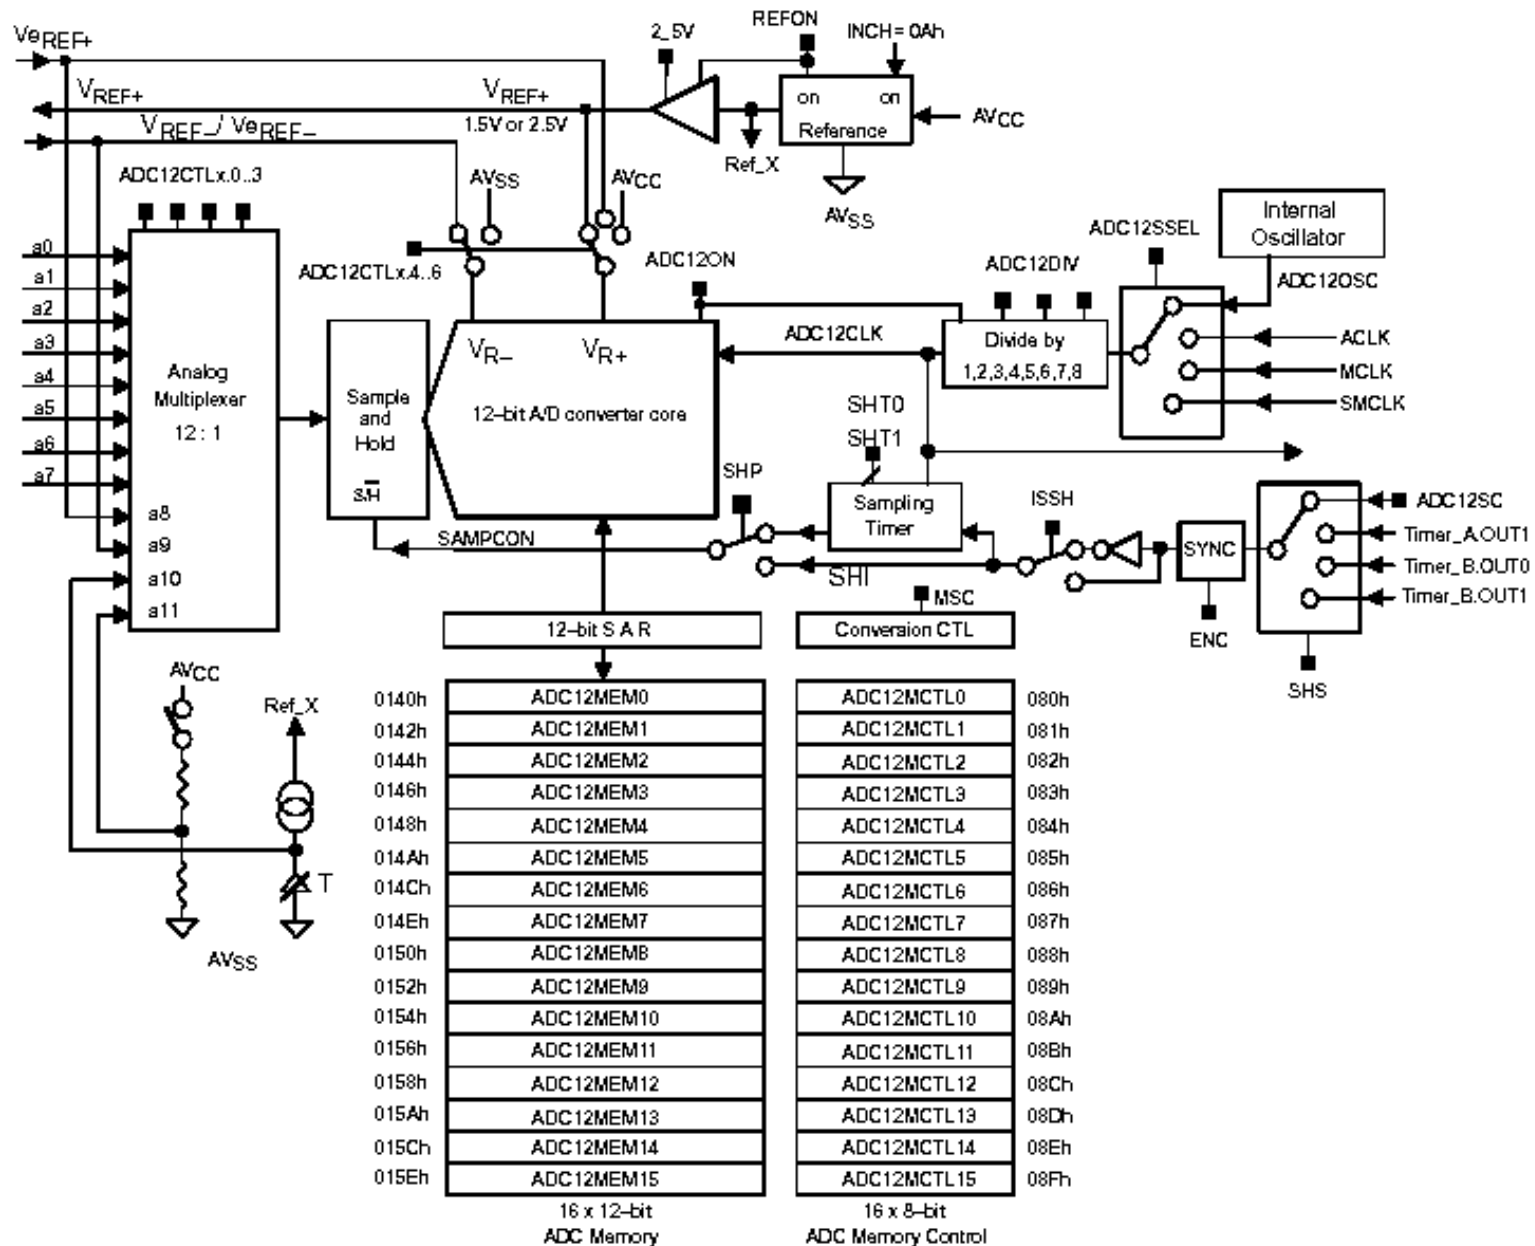 VeREF+
VREF+
VREF–/ VeREF–
VREF+
1.5V or 2.5V
2_5V
REFON
INCH= 0Ah
on on
Reference
AVCC
Ref_X
AVSS
ADC12CTLx.0..3
AVSS
AVCC
ADC12CTLx.4..6
ADC12ON
ADC12DIV
ADC12SSEL
Internal
Oscillator
ADC12OSC
a0
a1
a2
a3
a4
a5
a6
a7
a8
a9
a10
a11
Analog
Multiplexer
12 : 1
Sample
and
Hold
S/H
VR–
VR+
12–bit A/D converter core
ADC12CLK
Divide by
1,2,3,4,5,6,7,8
ACLK
MCLK
SMCLK
SHT0
SHT1
SHP
Sampling
Timer
ISSH
SYNC
ADC12SC
Timer_A.OUT1
Timer_B.OUT0
Timer_B.OUT1
SAMPCON
SHI
MSC
ENC
SHS
12–bit S A R
Conversion CTL
AVCC
Ref_X
T
AVSS
0140h ADC12MEM0 ADC12MCTL0 080h
0142h ADC12MEM1 ADC12MCTL1 081h
0144h ADC12MEM2 ADC12MCTL2 082h
0146h ADC12MEM3 ADC12MCTL3 083h
0148h ADC12MEM4 ADC12MCTL4 084h
014Ah ADC12MEM5 ADC12MCTL5 085h
014Ch ADC12MEM6 ADC12MCTL6 086h
014Eh ADC12MEM7 ADC12MCTL7 087h
0150h ADC12MEM8 ADC12MCTL8 088h
0152h ADC12MEM9 ADC12MCTL9 089h
0154h ADC12MEM10 ADC12MCTL10 08Ah
0156h ADC12MEM11 ADC12MCTL11 08Bh
0158h ADC12MEM12 ADC12MCTL12 08Ch
015Ah ADC12MEM13 ADC12MCTL13 08Dh
015Ch ADC12MEM14 ADC12MCTL14 08Eh
015Eh ADC12MEM15 ADC12MCTL15 08Fh
16 x 12–bit
ADC Memory
16 x 8–bit
ADC Memory Control